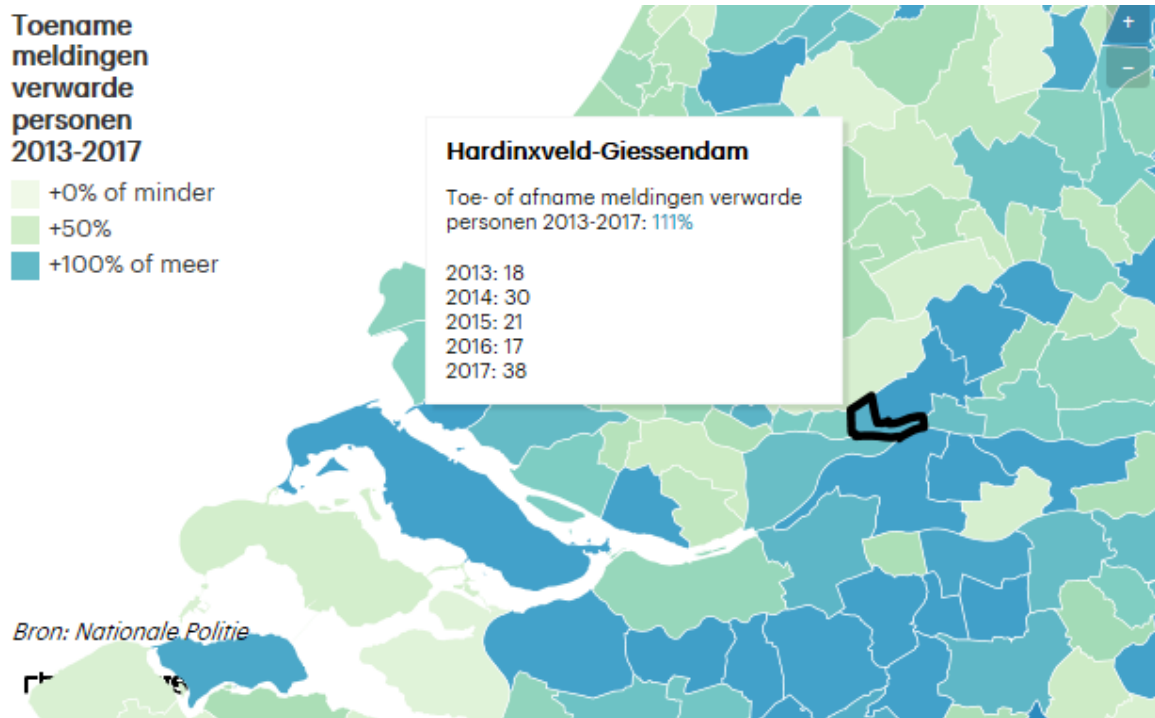 Toename
meldingen
verwarde
personen
2013-2017
+0% of minder
+50%
+100% of meer
+
−
Hardinxveld-Giessendam
Toe- of afname meldingen verwarde
personen 2013-2017: 111%
2013: 18
2014: 30
2015: 21
2016: 17
2017: 38
Bron: Nationale Politie